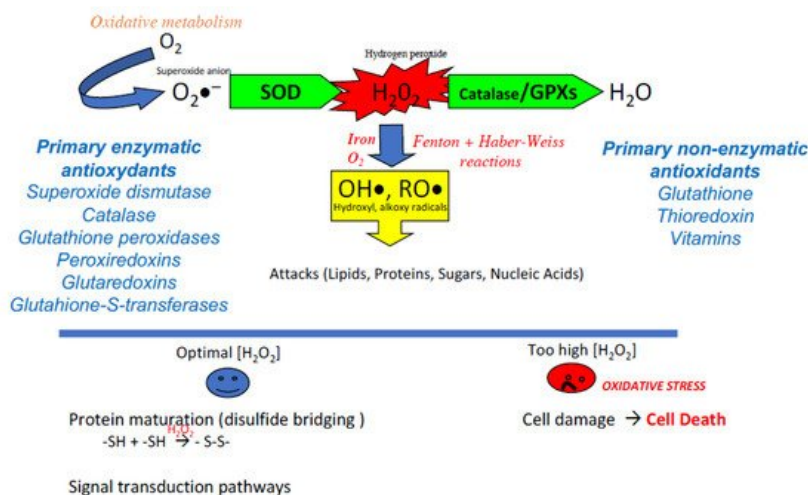 Oxidative metabolism
O₂
Superoxide anion
O₂●⁻
SOD
Hydrogen peroxide
H₂0₂
Catalase/GPXs
H₂O
Iron
O₂
Fenton + Haber-Weiss
reactions
OH●, RO●
Hydroxyl, alkoxy radicals
Attacks (Lipids, Proteins, Sugars, Nucleic Acids)
Primary enzymatic
antioxydants
Superoxide dismutase
Catalase
Glutathione peroxidases
Peroxiredoxins
Glutaredoxins
Glutahione-S-transferases
Primary non-enzymatic
antioxidants
Glutathione
Thioredoxin
Vitamins
Optimal [H₂O₂]
Protein maturation (disulfide bridging )
H₂O₂
-SH + -SH → - S-S-
Signal transduction pathways
Too high [H₂O₂]
OXIDATIVE STRESS
Cell damage → Cell Death